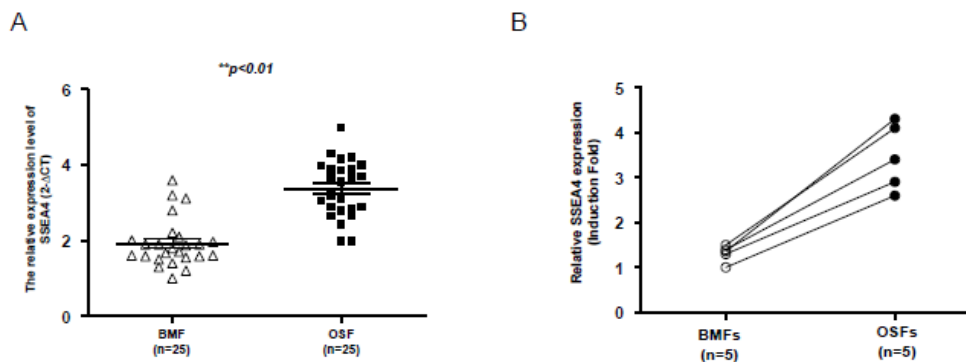 A
**p<0.01
The relative expression level of
SSEA4 (2-ΔCT)
6
4
2
0
BMF
(n=25)
OSF
(n=25)
B
Relative SSEA4 expression
(Induction Fold)
5
4
3
2
1
0
BMFs
(n=5)
OSFs
(n=5)